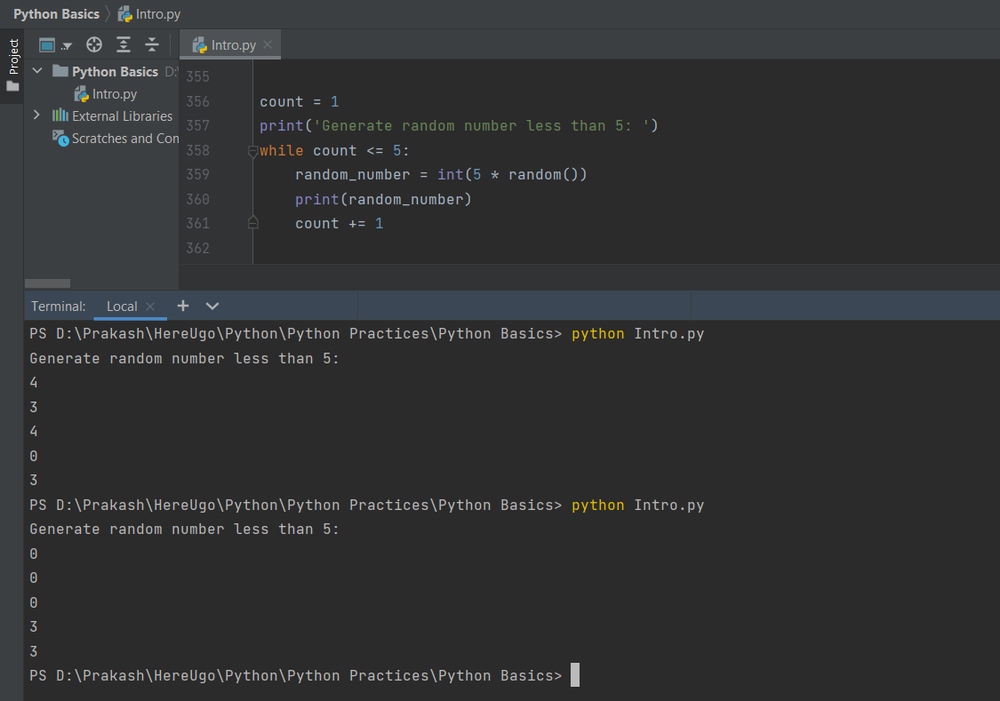 Python Basics Intro.py
Project
Intro.py
Python Basics D:\
Intro.py
External Libraries
Scratches and Con
355
356 count = 1
357 print('Generate random number less than 5: ')
358 while count <= 5:
359     random_number = int(5 * random())
360     print(random_number)
361     count += 1
362
Terminal: Local
PS D:\Prakash\HereUgo\Python\Python Practices\Python Basics> python Intro.py
Generate random number less than 5:
4
3
4
0
3
PS D:\Prakash\HereUgo\Python\Python Practices\Python Basics> python Intro.py
Generate random number less than 5:
0
0
0
3
3
PS D:\Prakash\HereUgo\Python\Python Practices\Python Basics>